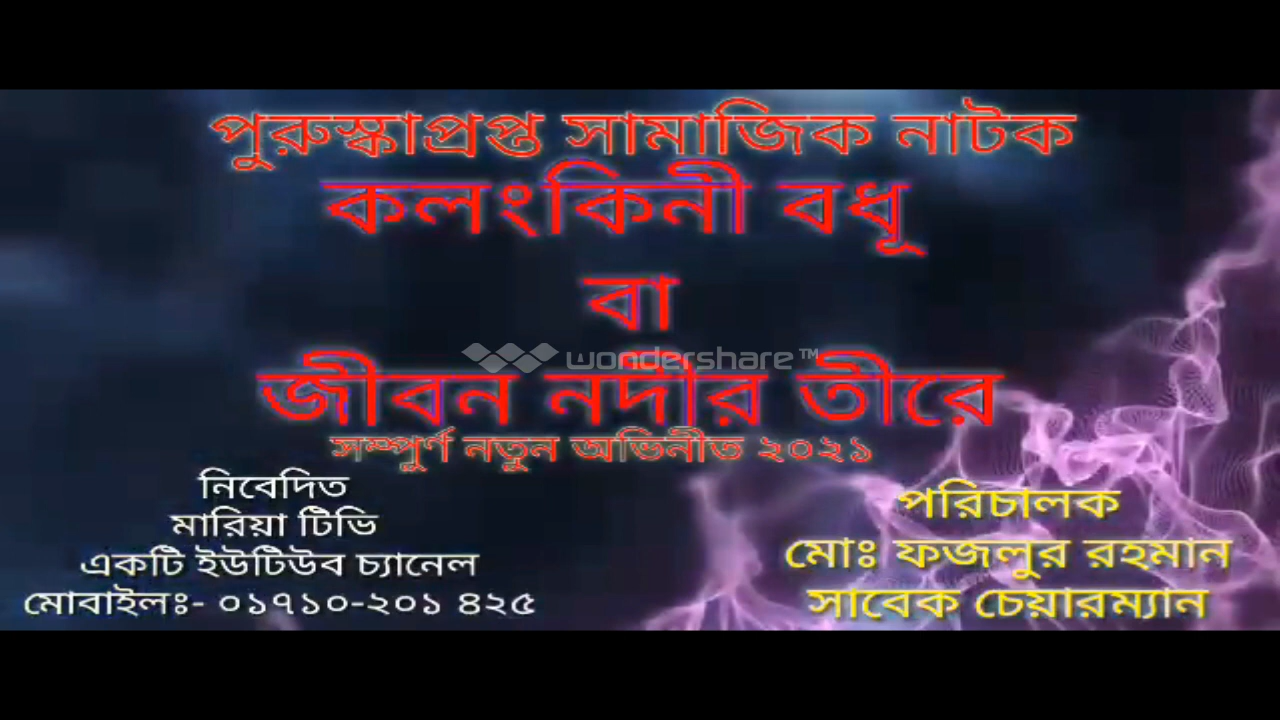 পুরুস্কাপ্রপ্ত সামাজিক নাটক
কলংকিনী বধূ
বা
জীবন নদীর তীরে
wondershare™
সম্পুর্ণ নতুন অভিনীত ২০২১
নিবেদিত
মারিয়া টিভি
একটি ইউটিউব চ্যানেল
মোবাইলঃ- ০১৭১০-২০১ ৪২৫
পরিচালক
মোঃ ফজলুর রহমান
সাবেক চেয়ারম্যান